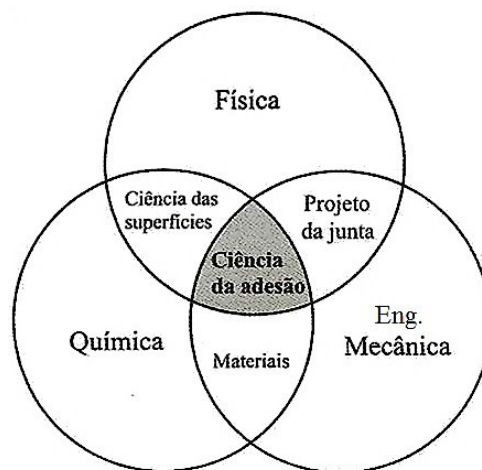 Física
Ciência das
superfícies
Projeto
da junta
Ciência
da adesão
Química
Eng.
Mecânica
Materiais